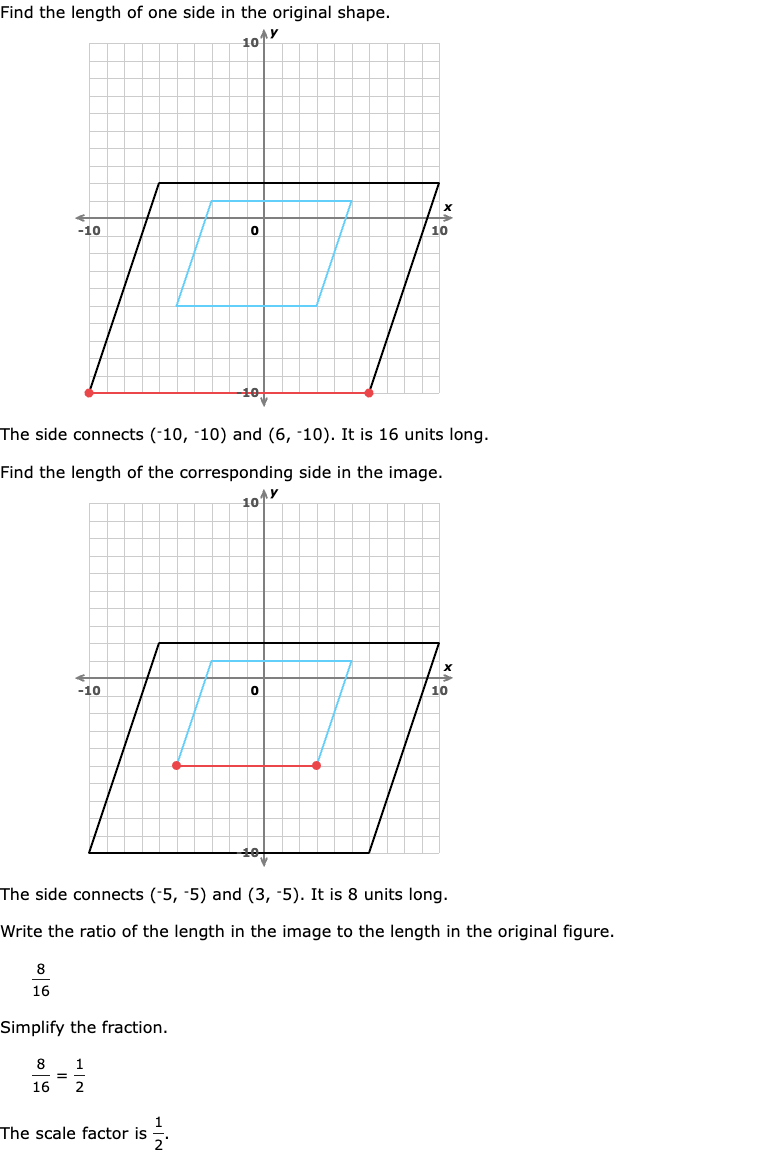 Find the length of one side in the original shape.
y
10
x
-10
0
10
-10
The side connects (-10, -10) and (6, -10). It is 16 units long.
Find the length of the corresponding side in the image.
y
10
x
-10
0
10
-10
The side connects (-5, -5) and (3, -5). It is 8 units long.
Write the ratio of the length in the image to the length in the original figure.
8/16
Simplify the fraction.
8/16 = 1/2
The scale factor is 1/2.